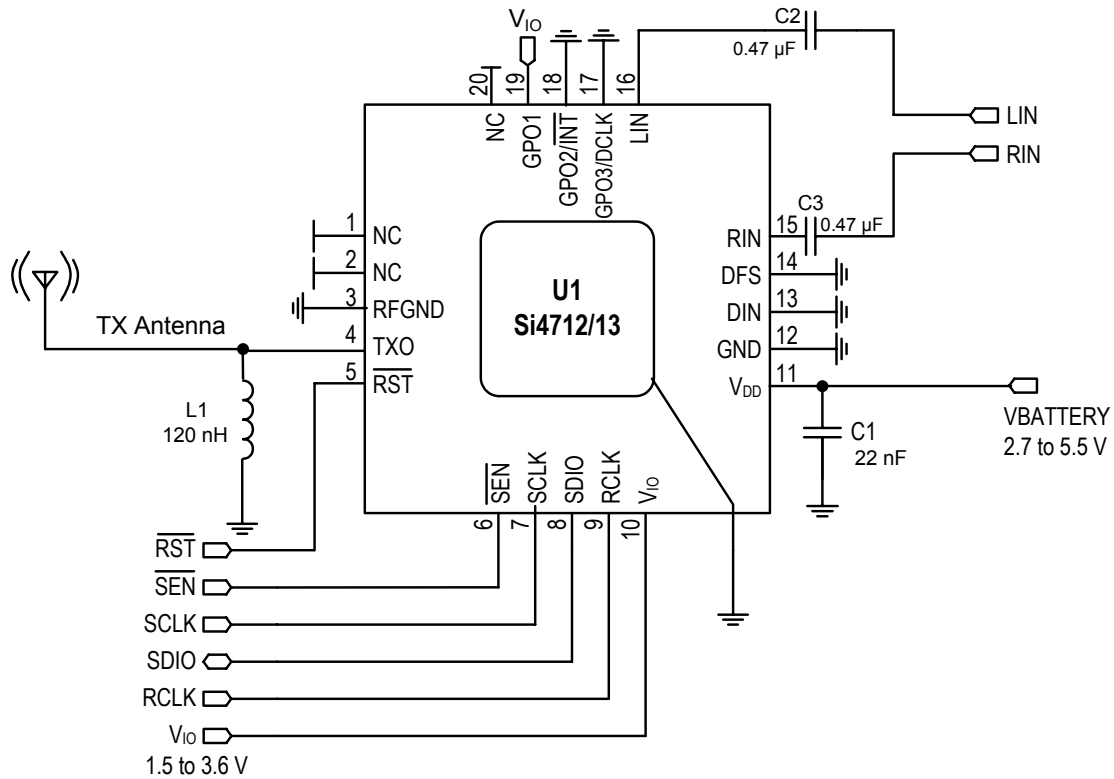 V_IO
C2
0.47 µF
20
19
18
17
16
NC
GPO1
GPO2/INT
GPO3/DCLK
LIN
LIN
RIN
C3
0.47 µF
1
NC
2
NC
3
RFGND
4
TXO
5
RST
15
RIN
14
DFS
13
DIN
12
GND
11
V_DD
U1
Si4712/13
TX Antenna
L1
120 nH
C1
22 nF
VBATTERY
2.7 to 5.5 V
SEN
SCLK
SDIO
RCLK
V_IO
6
7
8
9
10
RST
SEN
SCLK
SDIO
RCLK
V_IO
1.5 to 3.6 V